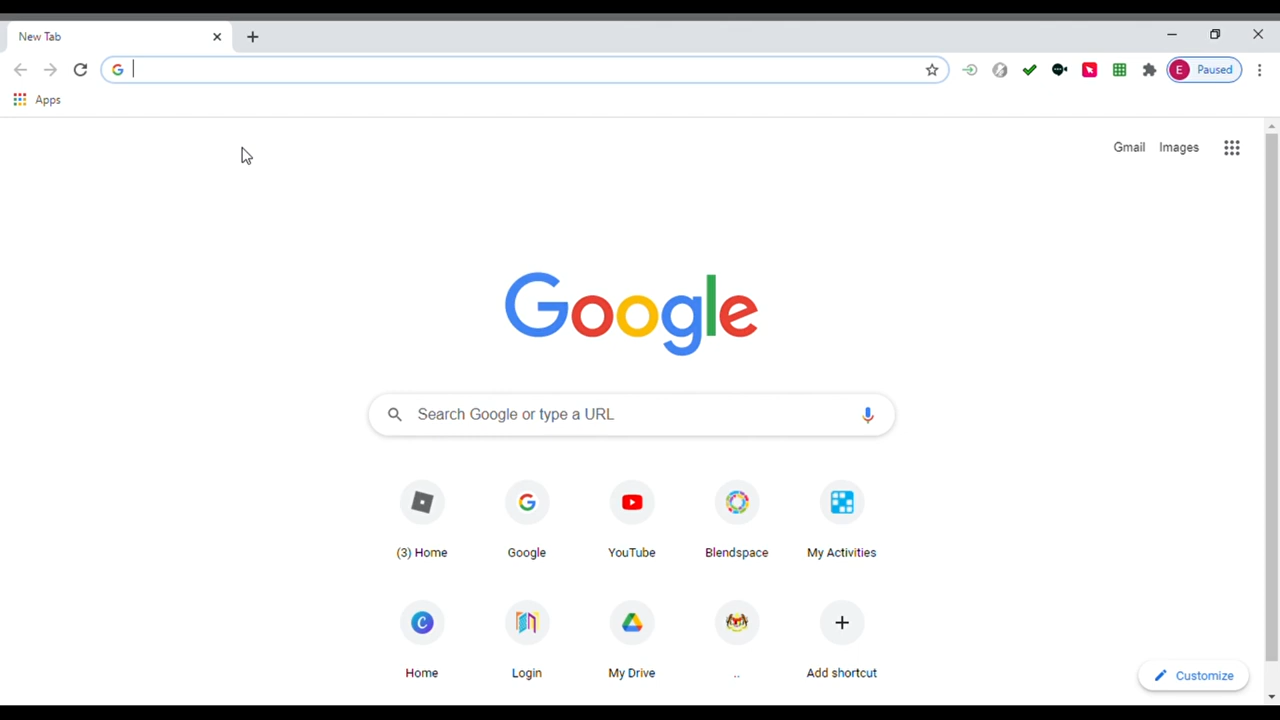 New Tab
E Paused
Apps
Gmail Images
Google
Search Google or type a URL
(3) Home Google YouTube Blendspace My Activities
Home Login My Drive .. Add shortcut
Customize